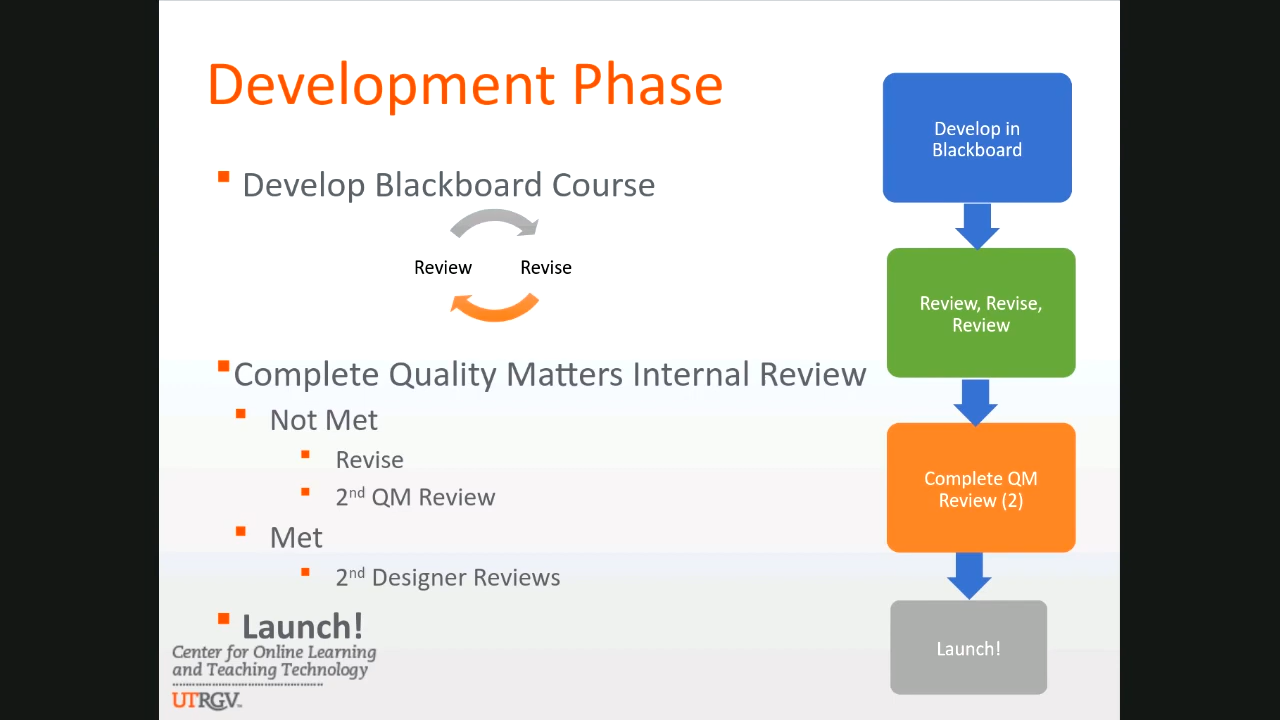 Development Phase
Develop Blackboard Course
Review Revise
Complete Quality Matters Internal Review
Not Met
Revise
2nd QM Review
Met
2nd Designer Reviews
Launch!
Center for Online Learning
and Teaching Technology
UTRGV™
Develop in
Blackboard
Review, Revise,
Review
Complete QM
Review (2)
Launch!